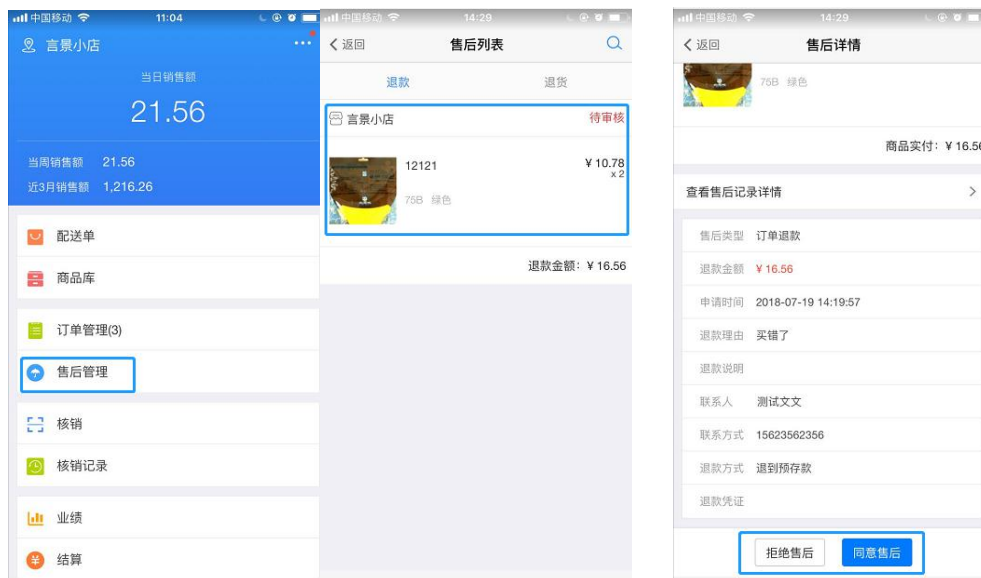 中国移动 11:04
言景小店
当日销售额
21.56
当周销售额 21.56
近3月销售额 1,216.26
配送单
商品库
订单管理(3)
售后管理
核销
核销记录
业绩
结算
中国移动 14:29
返回 售后列表
退款 退货
言景小店 待审核
12121 ¥ 10.78
x 2
75B 绿色
退款金额: ¥ 16.56
中国移动 14:29
返回 售后详情
75B 绿色
商品实付: ¥ 16.56
查看售后记录详情
售后类型 订单退款
退款金额 ¥ 16.56
申请时间 2018-07-19 14:19:57
退款理由 买错了
退款说明
联系人 测试文文
联系方式 15623562356
退款方式 退到预存款
退款凭证
拒绝售后 同意售后